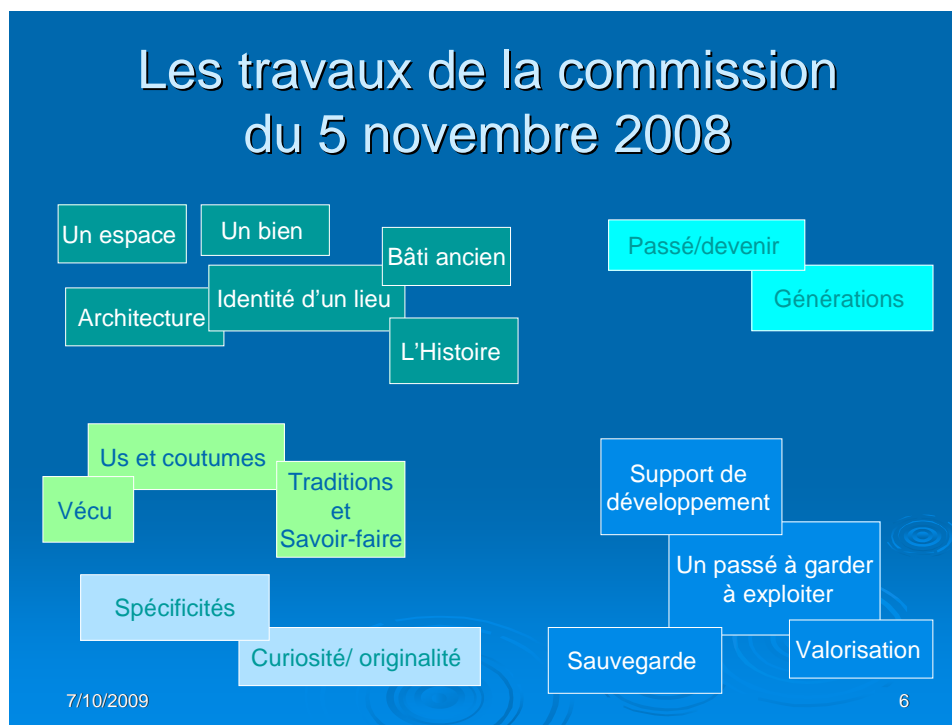 Les travaux de la commission
du 5 novembre 2008
Un espace
Un bien
Bâti ancien
Identité d'un lieu
Architecture
L'Histoire
Passé/devenir
Générations
Us et coutumes
Vécu
Traditions
et
Savoir-faire
Spécificités
Curiosité/ originalité
Support de
développement
Un passé à garder
à exploiter
Sauvegarde
Valorisation
7/10/2009
6